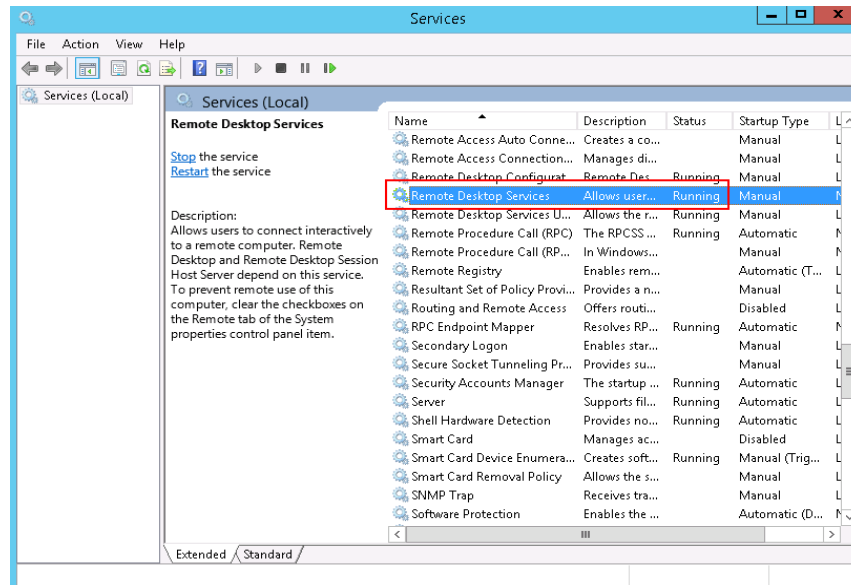 Services
File Action View Help
Services (Local)
Services (Local)
Remote Desktop Services
Stop the service
Restart the service
Description:
Allows users to connect interactively
to a remote computer. Remote
Desktop and Remote Desktop Session
Host Server depend on this service.
To prevent remote use of this
computer, clear the checkboxes on
the Remote tab of the System
properties control panel item.
Name Description Status Startup Type L
Remote Access Auto Conne... Creates a co... Manual L
Remote Access Connection... Manages di... Manual L
Remote Desktop Configurat... Remote Des... Running Manual L
Remote Desktop Services Allows user... Running Manual N
Remote Desktop Services U... Allows the r... Running Manual L
Remote Procedure Call (RPC) The RPCSS ... Running Automatic N
Remote Procedure Call (RP... In Windows... Manual N
Remote Registry Enables rem... Automatic (T... L
Resultant Set of Policy Provi... Provides a n... Manual L
Routing and Remote Access Offers routi... Disabled L
RPC Endpoint Mapper Resolves RP... Running Automatic N
Secondary Logon Enables star... Manual L
Secure Socket Tunneling Pr... Provides su... Manual L
Security Accounts Manager The startup ... Running Automatic L
Server Supports fil... Running Automatic L
Shell Hardware Detection Provides no... Running Automatic L
Smart Card Manages ac... Disabled L
Smart Card Device Enumera... Creates soft... Running Manual (Trig... L
Smart Card Removal Policy Allows the s... Manual L
SNMP Trap Receives tra... Manual L
Software Protection Enables the ... Automatic (D... N
Extended Standard